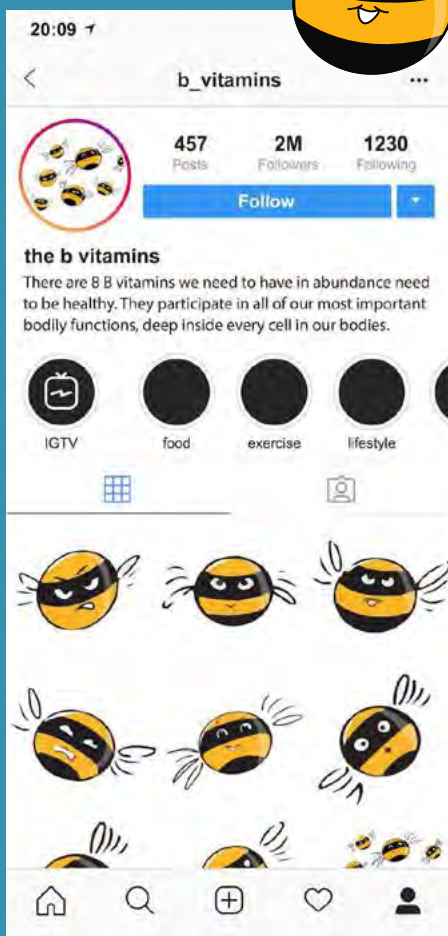 20:09
b_vitamins
457 2M 1230
Posts Followers Following
Follow
the b vitamins
There are 8 B vitamins we need to have in abundance need
to be healthy. They participate in all of our most important
bodily functions, deep inside every cell in our bodies.
IGTV food exercise lifestyle